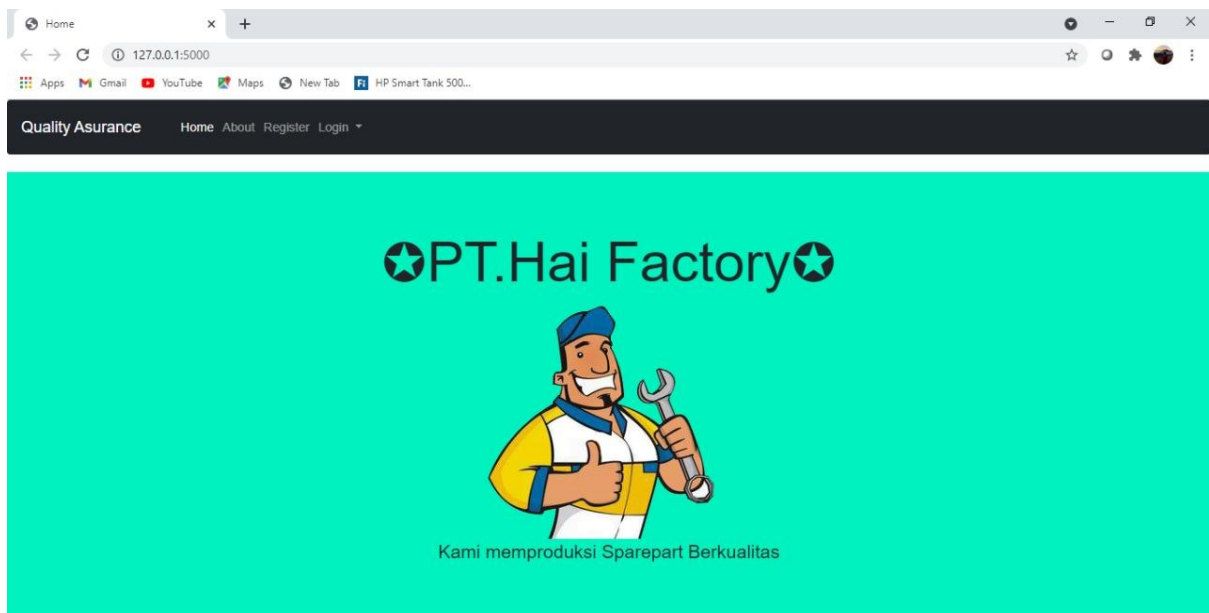 Home
127.0.0.1:5000
Apps Gmail YouTube Maps New Tab Fi HP Smart Tank 500...
Quality Asurance Home About Register Login
✪PT.Hai Factory✪
Kami memproduksi Sparepart Berkualitas